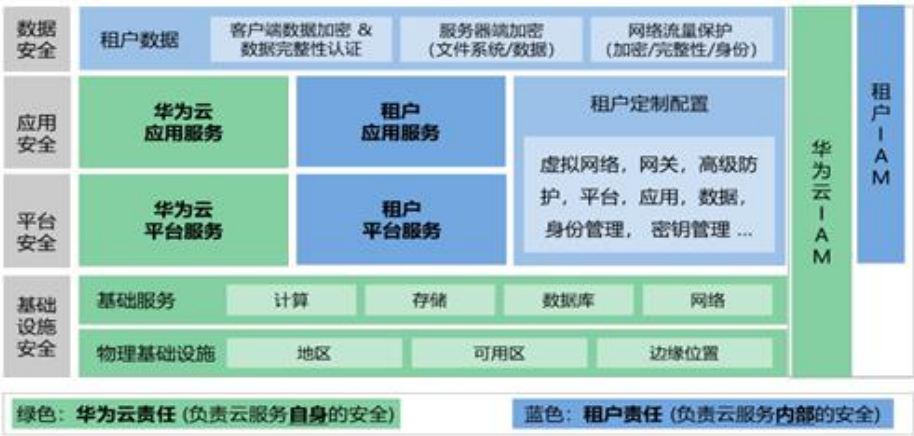 数据
安全
租户数据
客户端数据加密 &
数据完整性认证
服务器端加密
(文件系统/数据)
网络流量保护
(加密/完整性/身份)
应用
安全
华为云
应用服务
租户
应用服务
租户定制配置
虚拟网络，网关，高级防
护，平台，应用，数据，
身份管理， 密钥管理 ...
平台
安全
华为云
平台服务
租户
平台服务
基础
设施
安全
基础服务
计算
存储
数据库
网络
物理基础设施
地区
可用区
边缘位置
华为云IAM
租户IAM
绿色：华为云责任 (负责云服务自身的安全)
蓝色：租户责任 (负责云服务内部的安全)